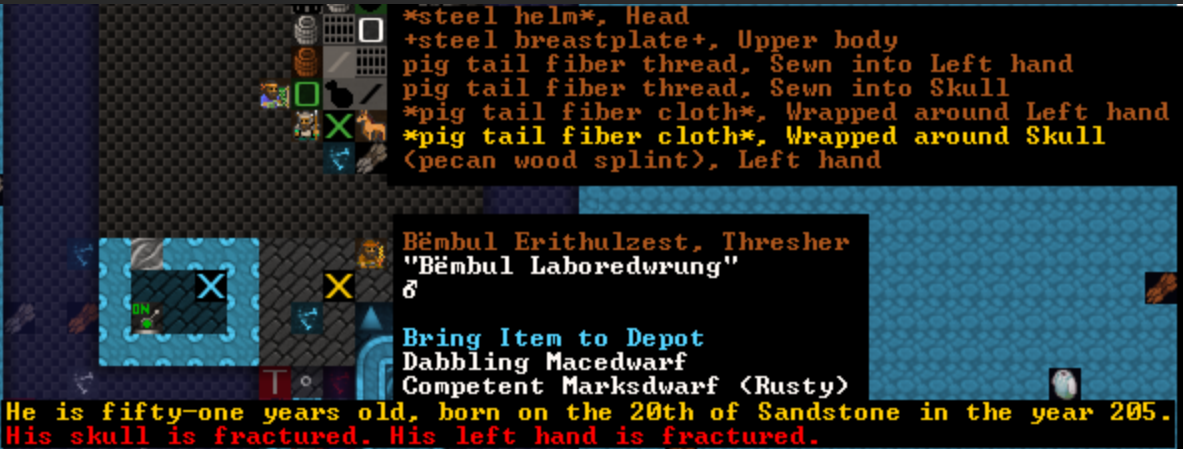 *steel helm*, Head
+steel breastplate+, Upper body
pig tail fiber thread, Sewn into Left hand
pig tail fiber thread, Sewn into Skull
*pig tail fiber cloth*, Wrapped around Left hand
*pig tail fiber cloth*, Wrapped around Skull
(pecan wood splint), Left hand
Bëmbul Erithulzest, Thresher
"Bëmbul Laboredwrung"
♂
Bring Item to Depot
Dabbling Macedwarf
Competent Marksdwarf (Rusty)
ON
He is fifty-one years old, born on the 20th of Sandstone in the year 205.
His skull is fractured. His left hand is fractured.